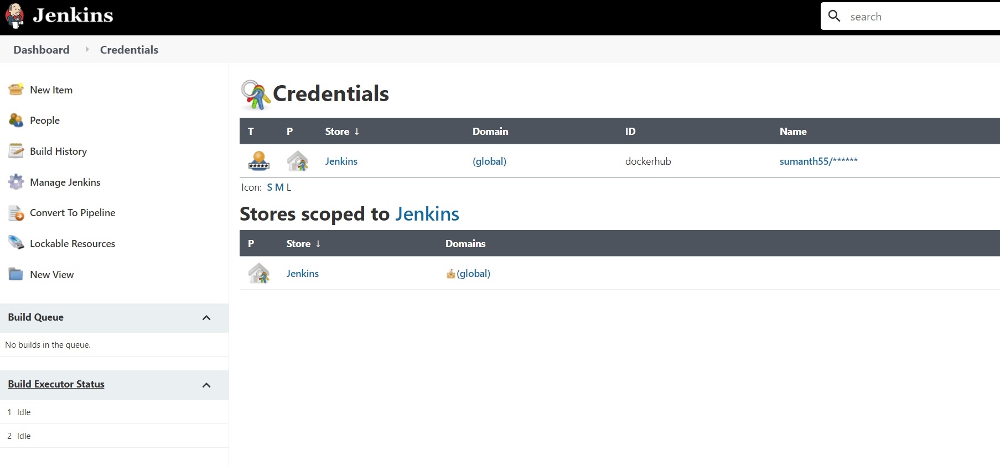 Jenkins
search
Dashboard Credentials
New Item
People
Build History
Manage Jenkins
Convert To Pipeline
Lockable Resources
New View
Build Queue
No builds in the queue.
Build Executor Status
1 Idle
2 Idle
Credentials
T P Store ↓ Domain ID Name
Jenkins (global) dockerhub sumanth55/******
Icon: S M L
Stores scoped to Jenkins
P Store ↓ Domains
Jenkins (global)